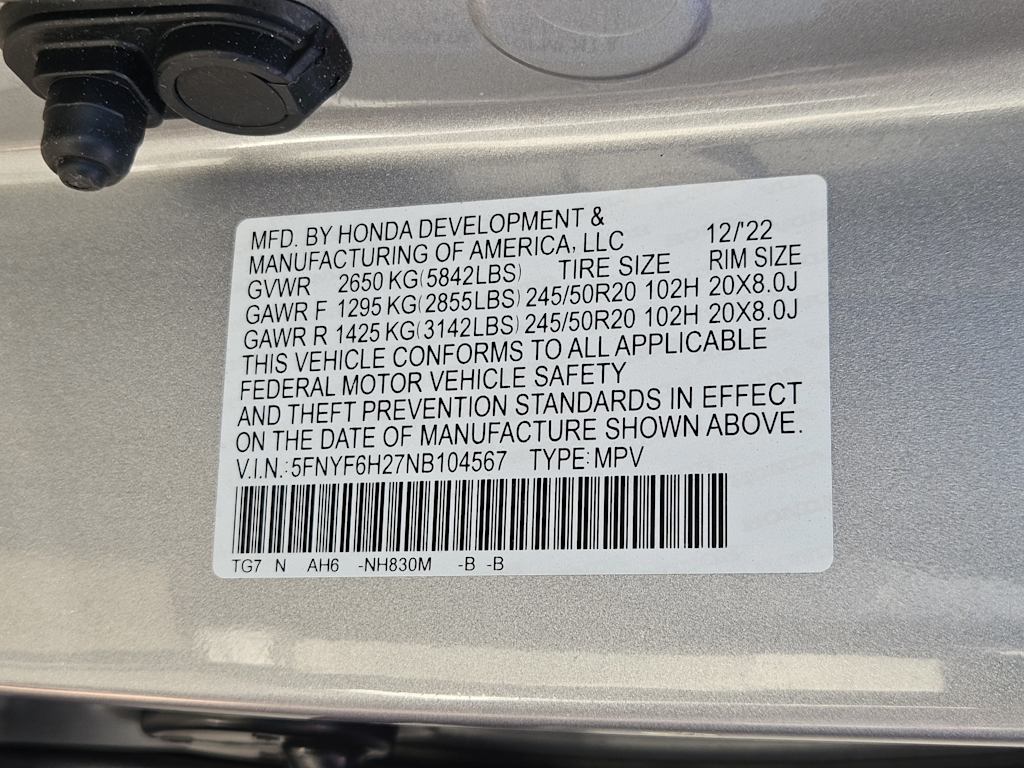 MFD. BY HONDA DEVELOPMENT &
MANUFACTURING OF AMERICA, LLC 12/'22
GVWR 2650 KG(5842LBS) TIRE SIZE RIM SIZE
GAWR F 1295 KG(2855LBS) 245/50R20 102H 20X8.0J
GAWR R 1425 KG(3142LBS) 245/50R20 102H 20X8.0J
THIS VEHICLE CONFORMS TO ALL APPLICABLE
FEDERAL MOTOR VEHICLE SAFETY
AND THEFT PREVENTION STANDARDS IN EFFECT
ON THE DATE OF MANUFACTURE SHOWN ABOVE.
V.I.N.:5FNYF6H27NB104567 TYPE:MPV
TG7 N AH6 -NH830M -B -B